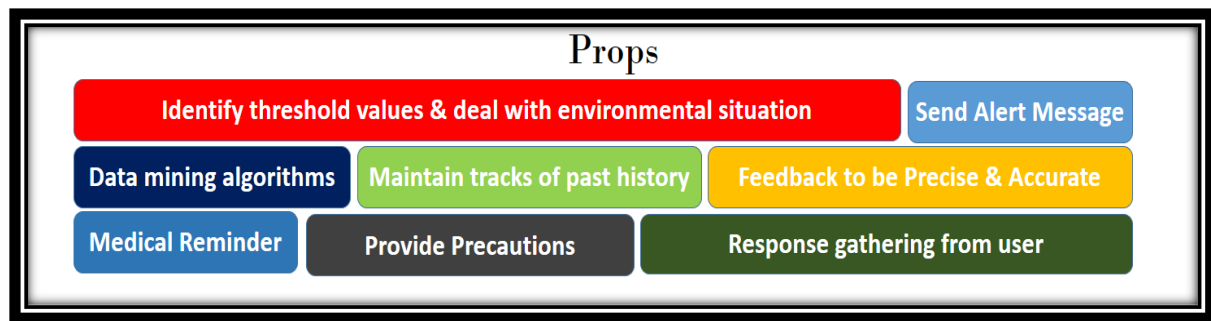 Props
Identify threshold values & deal with environmental situation
Send Alert Message
Data mining algorithms
Maintain tracks of past history
Feedback to be Precise & Accurate
Medical Reminder
Provide Precautions
Response gathering from user